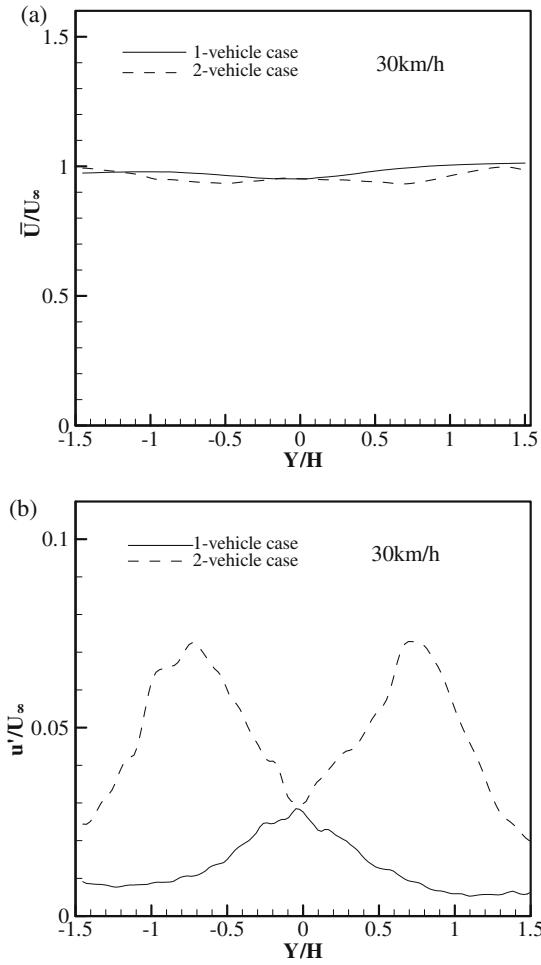 (a)
1.5
1
0.5
0
1-vehicle case
2-vehicle case
30km/h
U̅/U₈
-1.5 -1 -0.5 0 0.5 1 1.5
Y/H
(b)
0.1
0.05
0
1-vehicle case
2-vehicle case
30km/h
u'/U₈
-1.5 -1 -0.5 0 0.5 1 1.5
Y/H